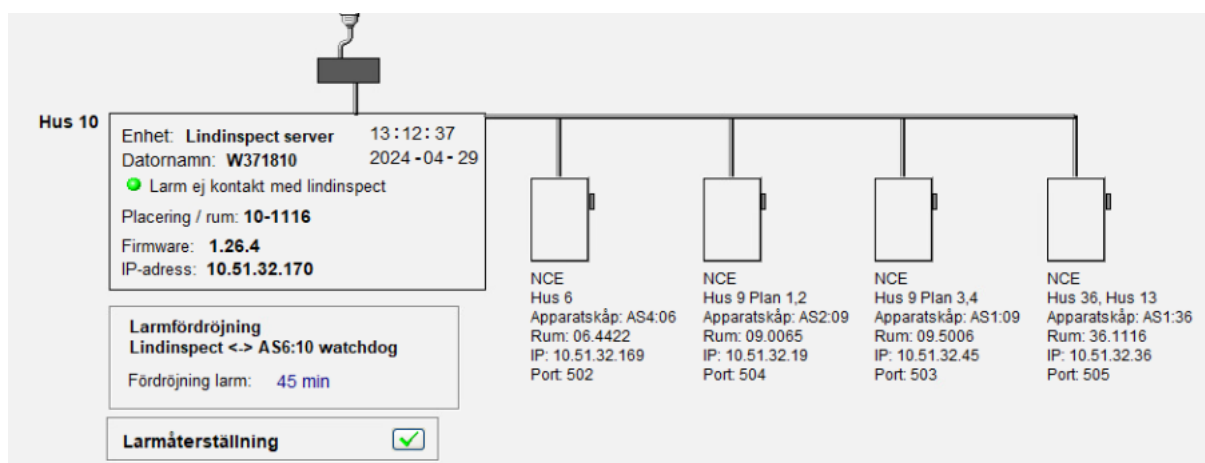 Hus 10
Enhet: Lindinspect server 13:12:37
Datornamn: W371810 2024-04-29
Larm ej kontakt med lindinspect
Placering / rum: 10-1116
Firmware: 1.26.4
IP-adress: 10.51.32.170
Larmfördröjning
Lindinspect <-> AS6:10 watchdog
Fördröjning larm: 45 min
Larmåterställning
NCE
Hus 6
Apparatskåp: AS4:06
Rum: 06.4422
IP: 10.51.32.169
Port: 502
NCE
Hus 9 Plan 1,2
Apparatskåp: AS2:09
Rum: 09.0065
IP: 10.51.32.19
Port: 504
NCE
Hus 9 Plan 3,4
Apparatskåp: AS1:09
Rum: 09.5006
IP: 10.51.32.45
Port: 503
NCE
Hus 36, Hus 13
Apparatskåp: AS1:36
Rum: 36.1116
IP: 10.51.32.36
Port: 505